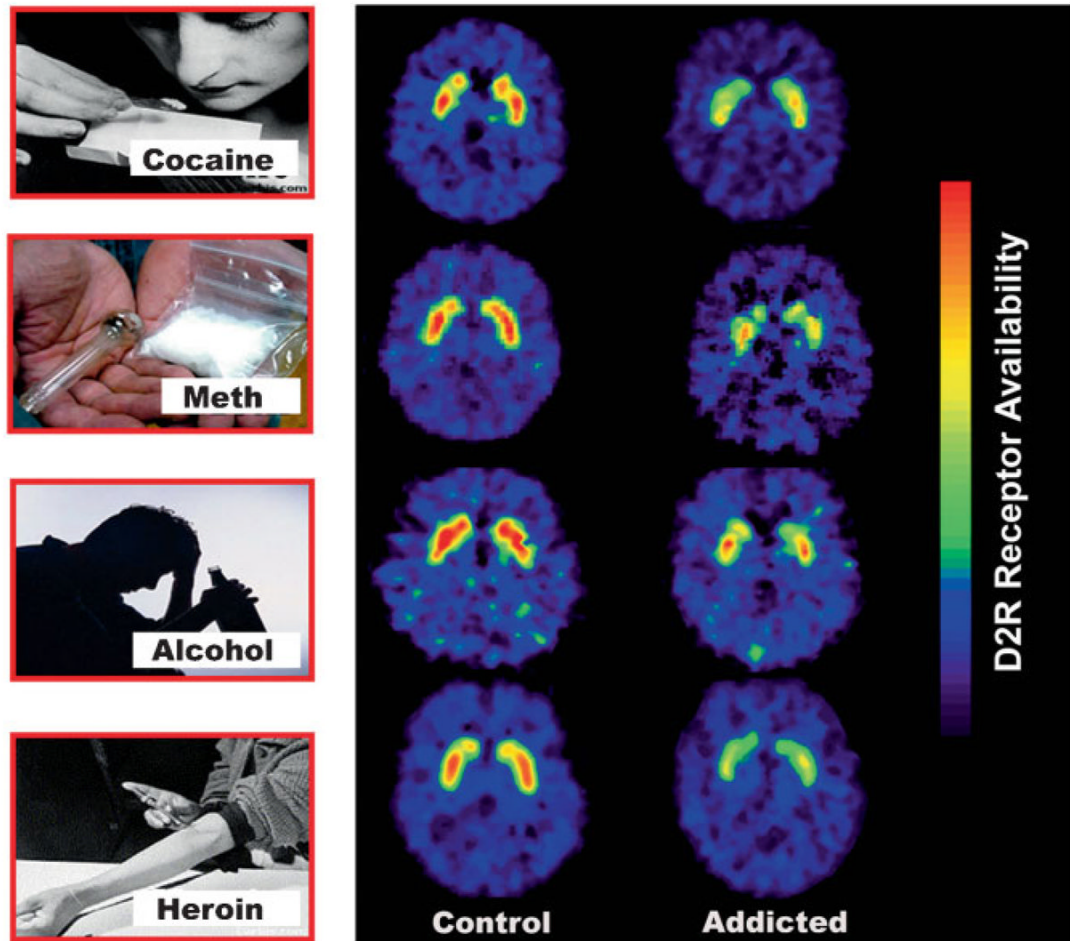 Cocaine
Meth
Alcohol
Heroin
Control
Addicted
D2R Receptor Availability